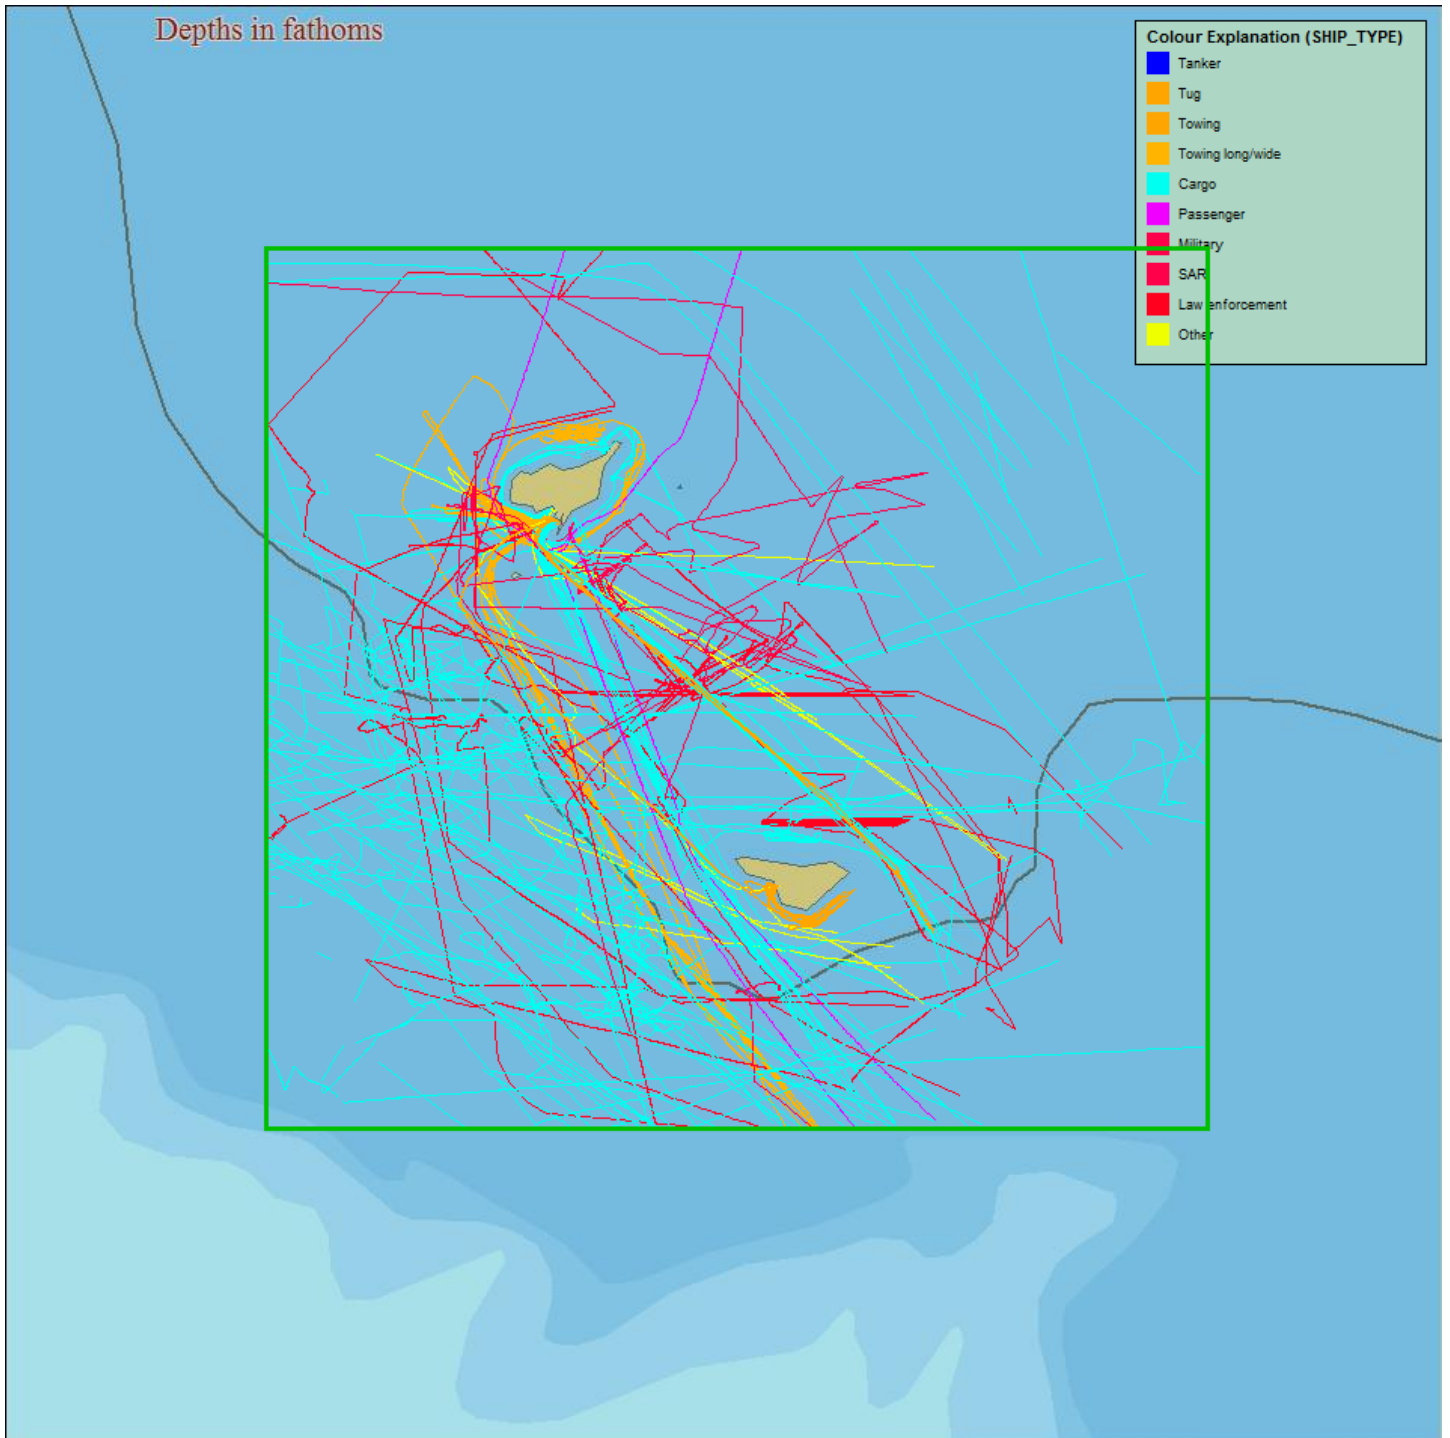 Depths in fathoms
Colour Explanation (SHIP_TYPE)
Tanker
Tug
Towing
Towing long/wide
Cargo
Passenger
Military
SAR
Law enforcement
Other